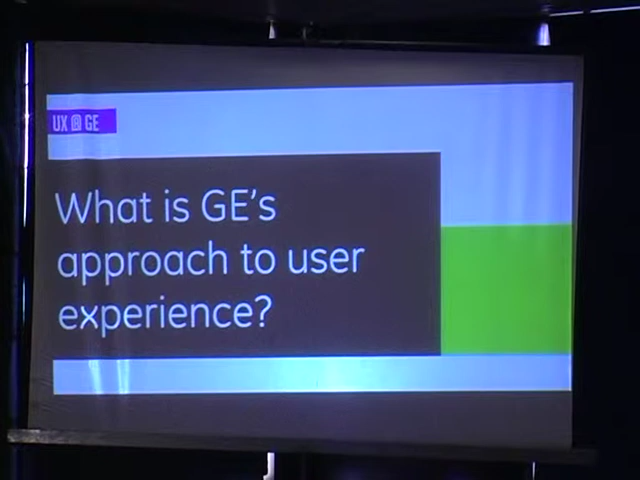 UX @ GE
What is GE's
approach to user
experience?